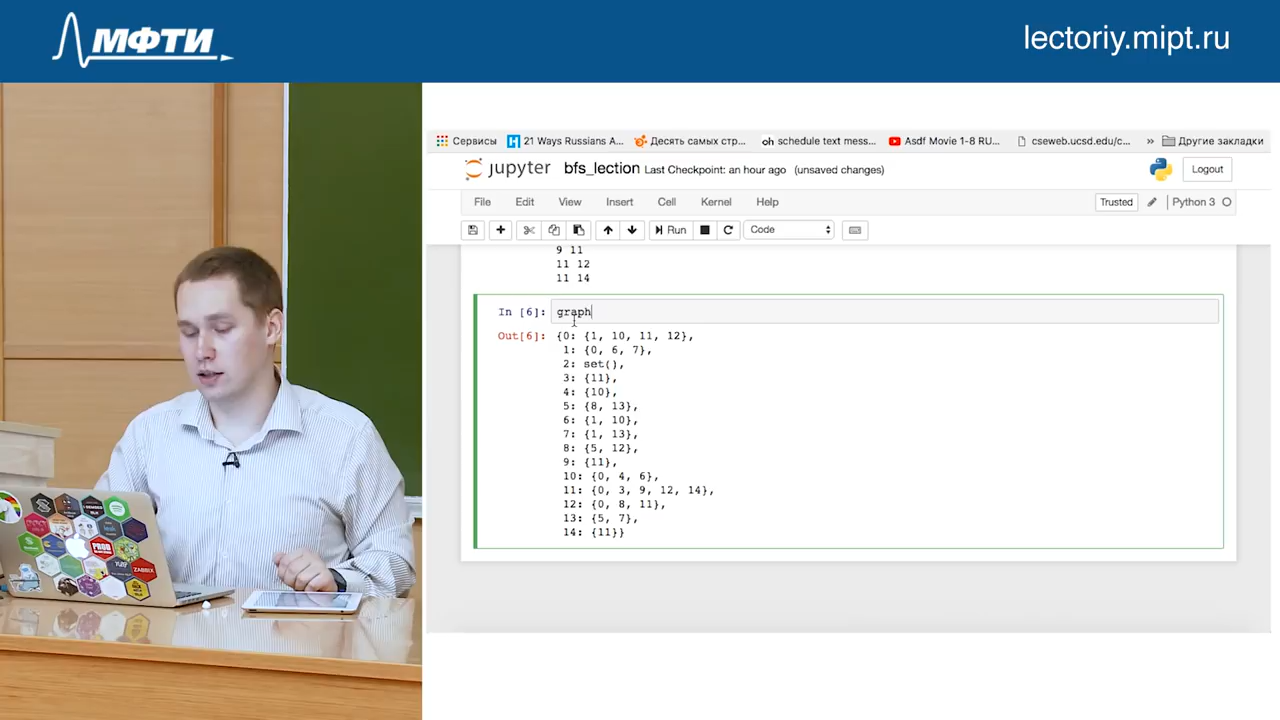 МФТИ
lectoriy.mipt.ru
Сервисы 21 Ways Russians A... Десять самых стр... oh schedule text mess... Asdf Movie 1-8 RU... cseweb.ucsd.edu/c... » Другие закладки
jupyter bfs_lection Last Checkpoint: an hour ago (unsaved changes) Logout
File Edit View Insert Cell Kernel Help Trusted Python 3
Run Code
9 11
11 12
11 14
In [6]: graph
Out[6]: {0: {1, 10, 11, 12},
1: {0, 6, 7},
2: set(),
3: {11},
4: {10},
5: {8, 13},
6: {1, 10},
7: {1, 13},
8: {5, 12},
9: {11},
10: {0, 4, 6},
11: {0, 3, 9, 12, 14},
12: {0, 8, 11},
13: {5, 7},
14: {11}}
PROD
ZABBIX